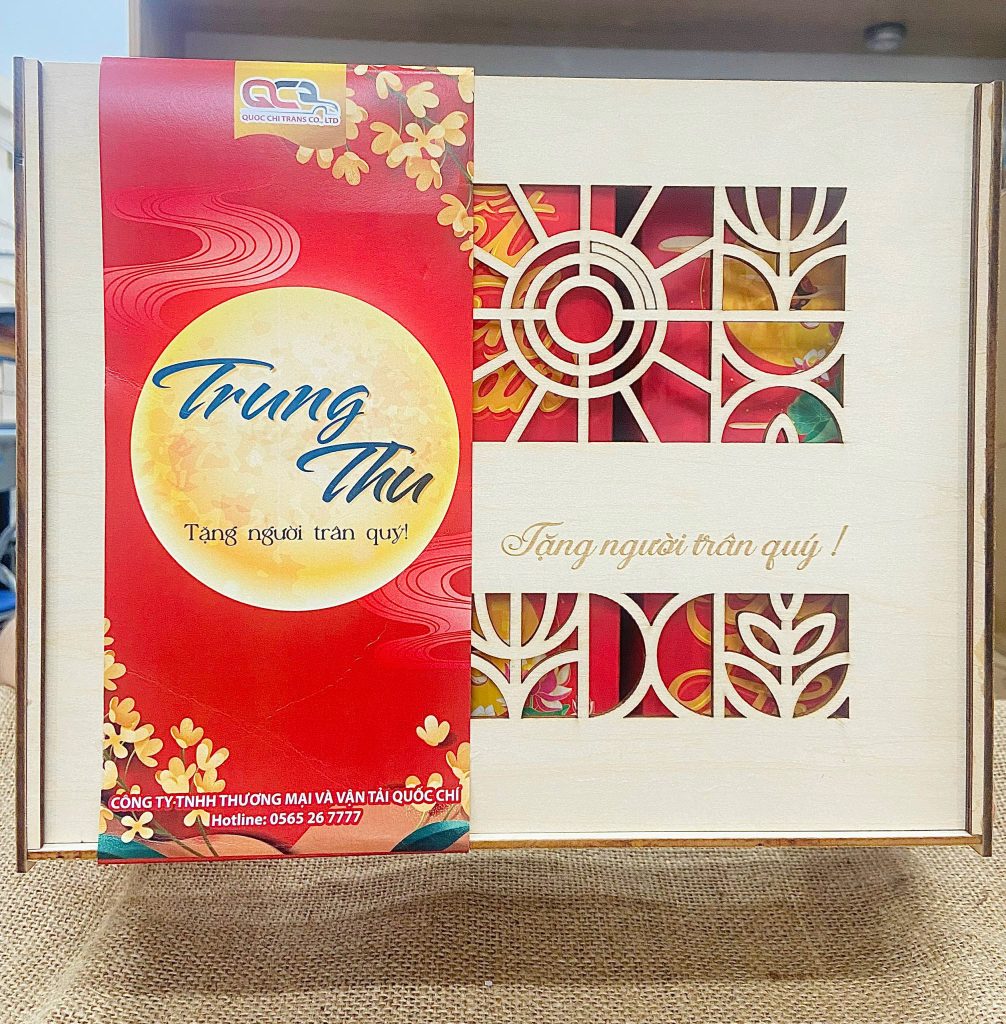 QCT
QUOC CHI TRANS CO., LTD
Trung
Thu
Tặng người trân quý!
Tặng người trân quý !
CÔNG TY TNHH THƯƠNG MẠI VÀ VẬN TẢI QUỐC CHÍ
Hotline: 0565 26 7777